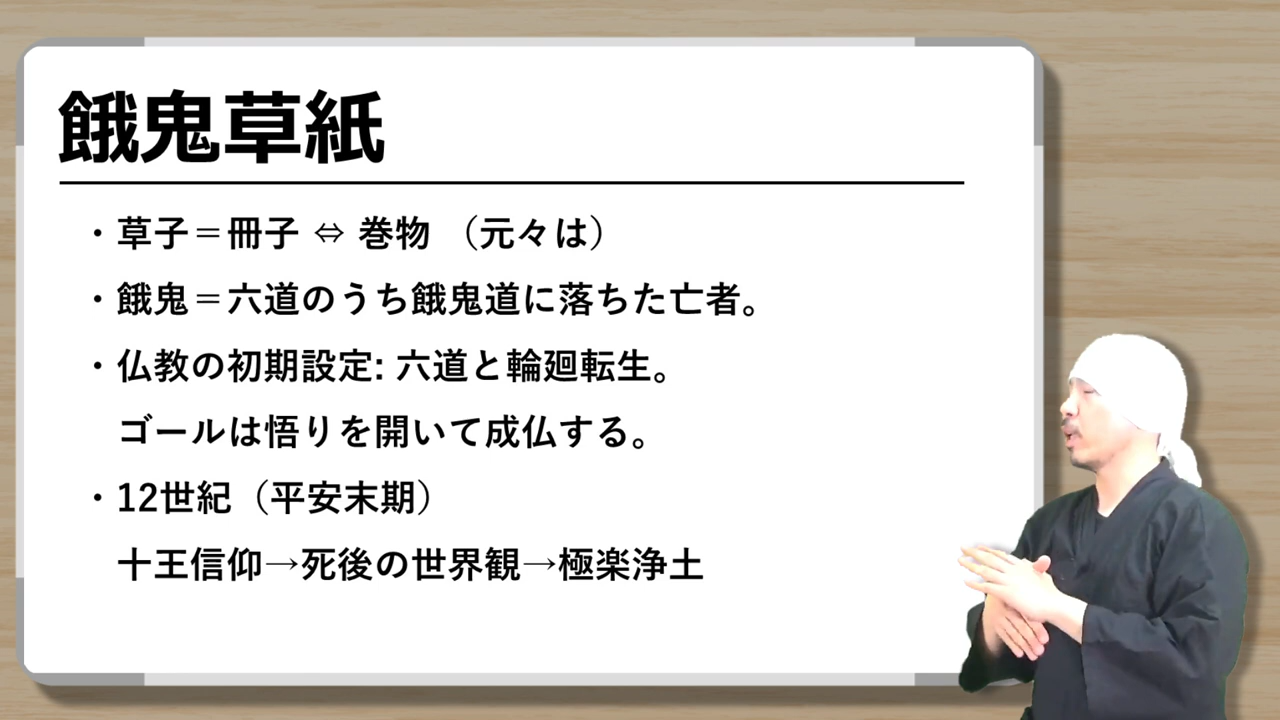 餓鬼草紙
・草子＝冊子 ⇔ 巻物 （元々は）
・餓鬼＝六道のうち餓鬼道に落ちた亡者。
・仏教の初期設定: 六道と輪廻転生。
ゴールは悟りを開いて成仏する。
・12世紀（平安末期）
十王信仰→死後の世界観→極楽浄土